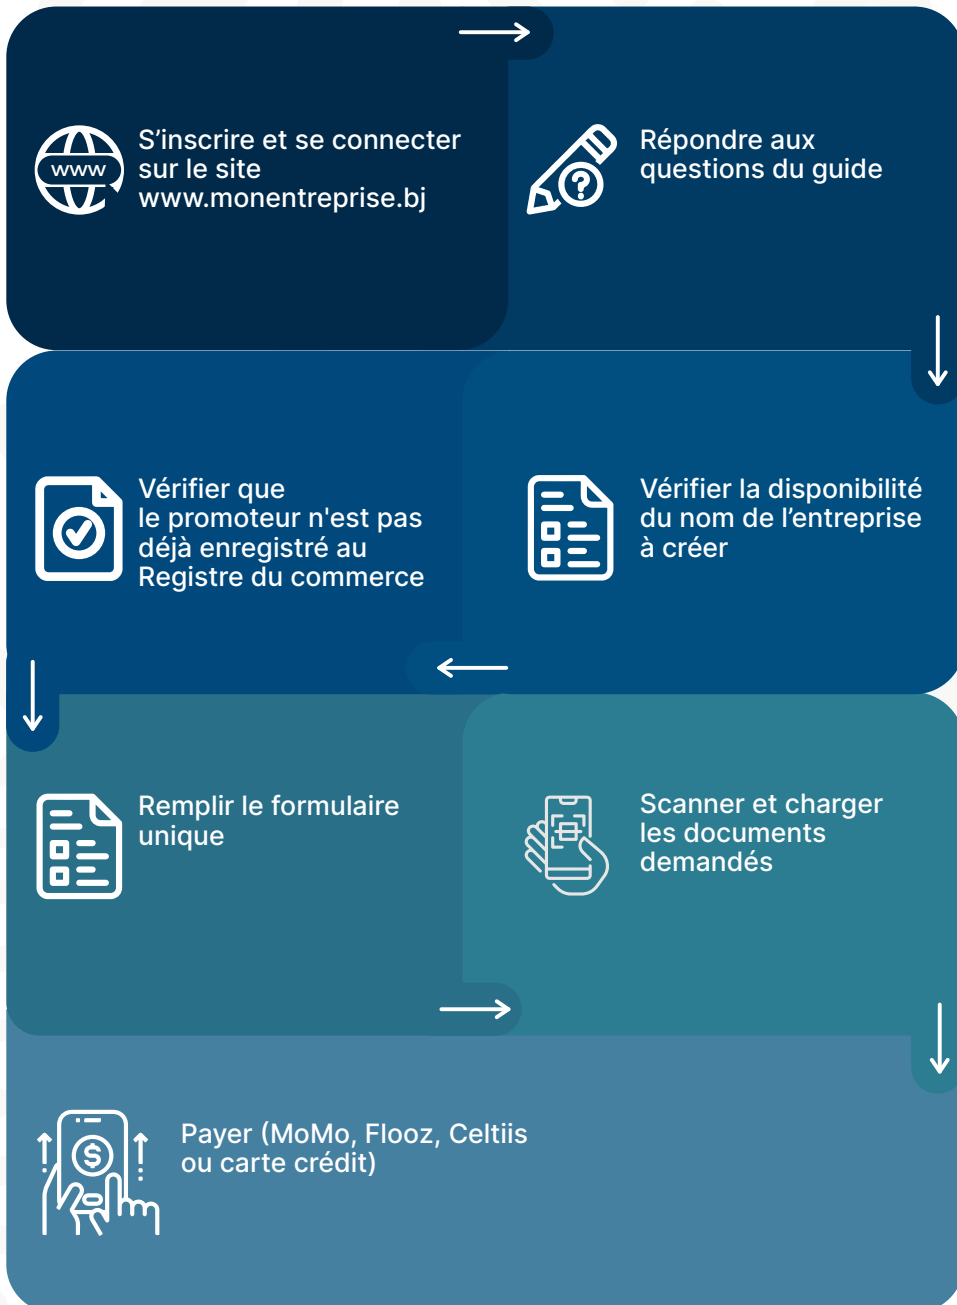 www
S’inscrire et se connecter
sur le site
www.monentreprise.bj
Répondre aux
questions du guide
Vérifier la disponibilité
du nom de l’entreprise
à créer
Vérifier que
le promoteur n'est pas
déjà enregistré au
Registre du commerce
Remplir le formulaire
unique
Scanner et charger
les documents
demandés
Payer (MoMo, Flooz, Celtiis
ou carte crédit)